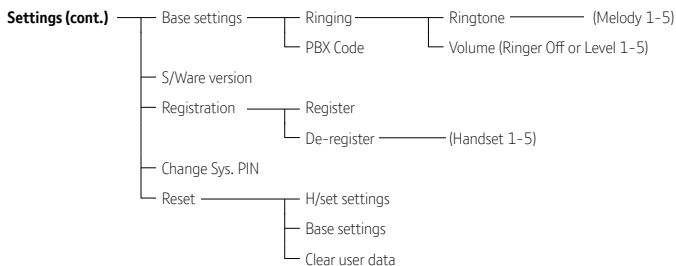 Settings (cont.) Base settings Ringing Ringtone (Melody 1-5)
PBX Code Volume (Ringer Off or Level 1-5)
S/Ware version
Registration Register
De-register (Handset 1-5)
Change Sys. PIN
Reset H/set settings
Base settings
Clear user data